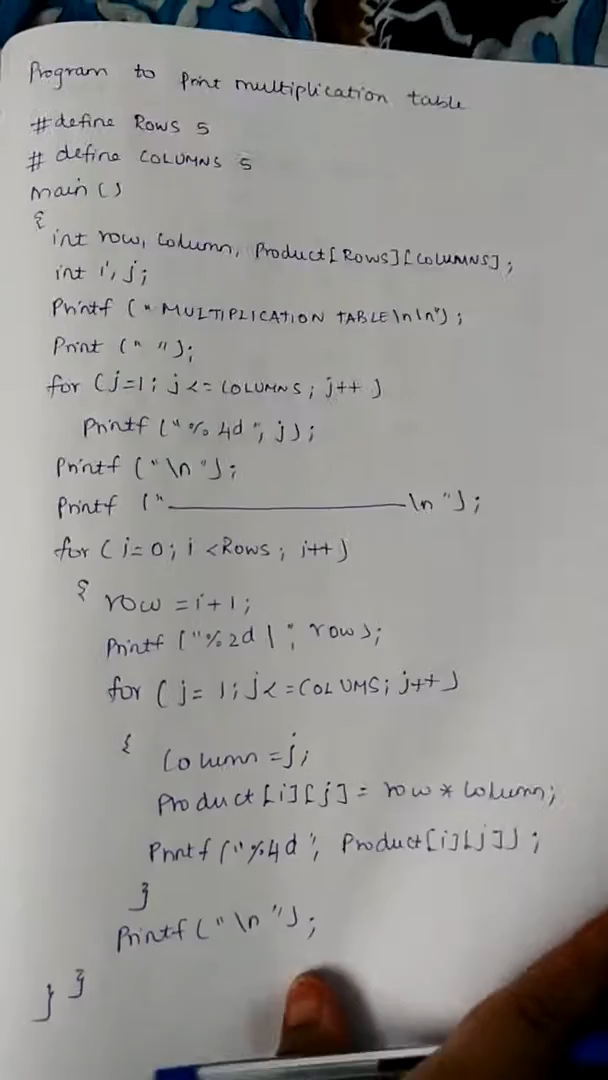 Program to Print multiplication table
#define ROWS 5
# define COLUMNS 5
main ()
{
int row, Column, Product[ROWS][COLUMNS];
int i, j;
Printf (" MULTIPLICATION TABLE\n\n");
Print (" ");
for (j=1; j<= COLUMNS; j++)
Printf ("%4d", j);
Printf ("\n");
Printf ("____________________\n");
for (i=0; i <Rows; i++)
{ row = i+1;
Printf ("%2d |", row);
for (j= 1; j<=COLUMS; j++)
{ Column =j;
Product[i][j] = row * Column;
Printf ("%4d", Product[i][j]);
}
Printf ("\n");
} }